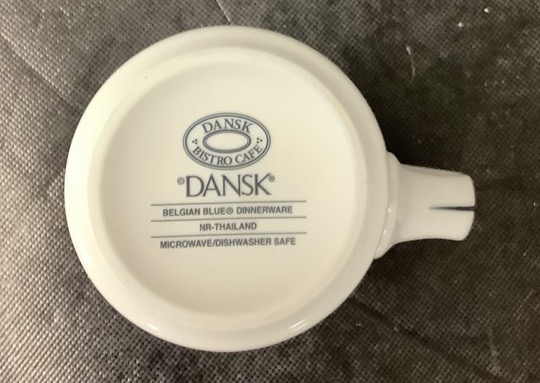 DANSK
BISTRO CAFE
®DANSK®
BELGIAN BLUE® DINNERWARE
NR-THAILAND
MICROWAVE/DISHWASHER SAFE